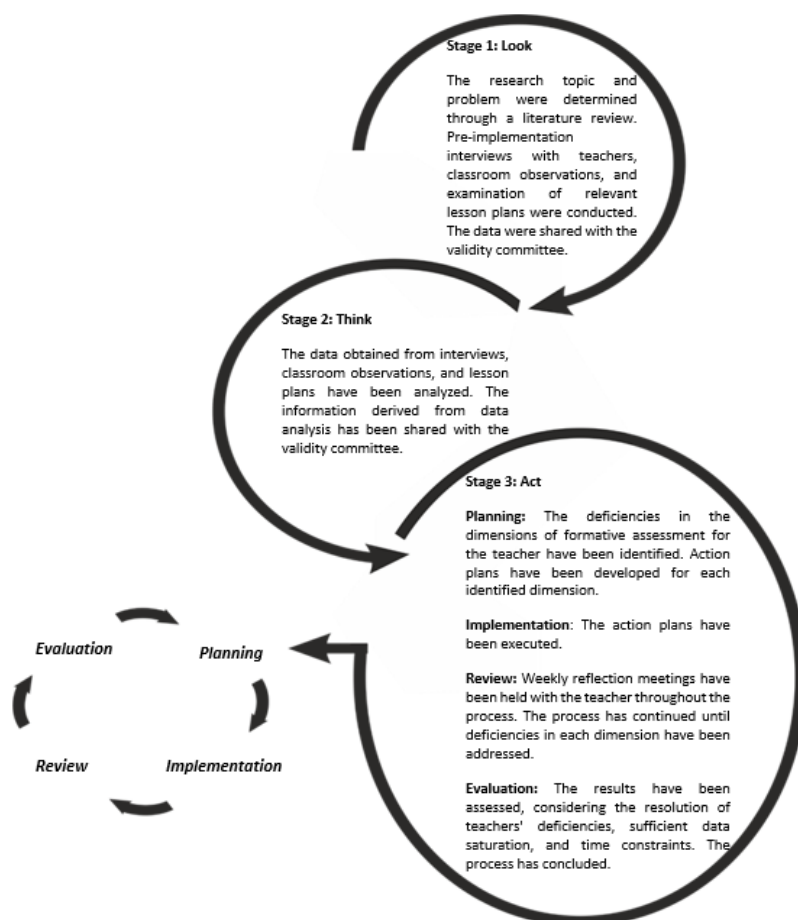 Stage 1: Look
The research topic and
problem were determined
through a literature review.
Pre-implementation
interviews with teachers,
classroom observations, and
examination of relevant
lesson plans were conducted.
The data were shared with the
validity committee.
Stage 2: Think
The data obtained from interviews,
classroom observations, and lesson
plans have been analyzed. The
information derived from data
analysis has been shared with the
validity committee.
Stage 3: Act
Planning: The deficiencies in the
dimensions of formative assessment for
the teacher have been identified. Action
plans have been developed for each
identified dimension.
Implementation: The action plans have
been executed.
Review: Weekly reflection meetings have
been held with the teacher throughout the
process. The process has continued until
deficiencies in each dimension have been
addressed.
Evaluation: The results have been
assessed, considering the resolution of
teachers' deficiencies, sufficient data
saturation, and time constraints. The
process has concluded.
Evaluation
Planning
Review
Implementation